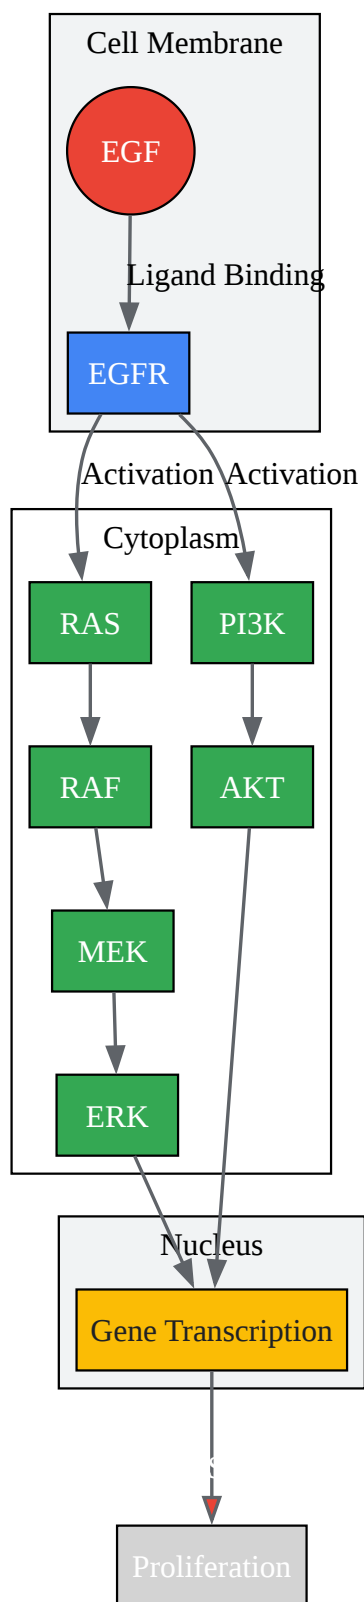 Cell Membrane
EGF
Ligand Binding
EGFR
Activation
Activation
Cytoplasm
RAS
PI3K
RAF
AKT
MEK
ERK
Nucleus
Gene Transcription
Proliferation